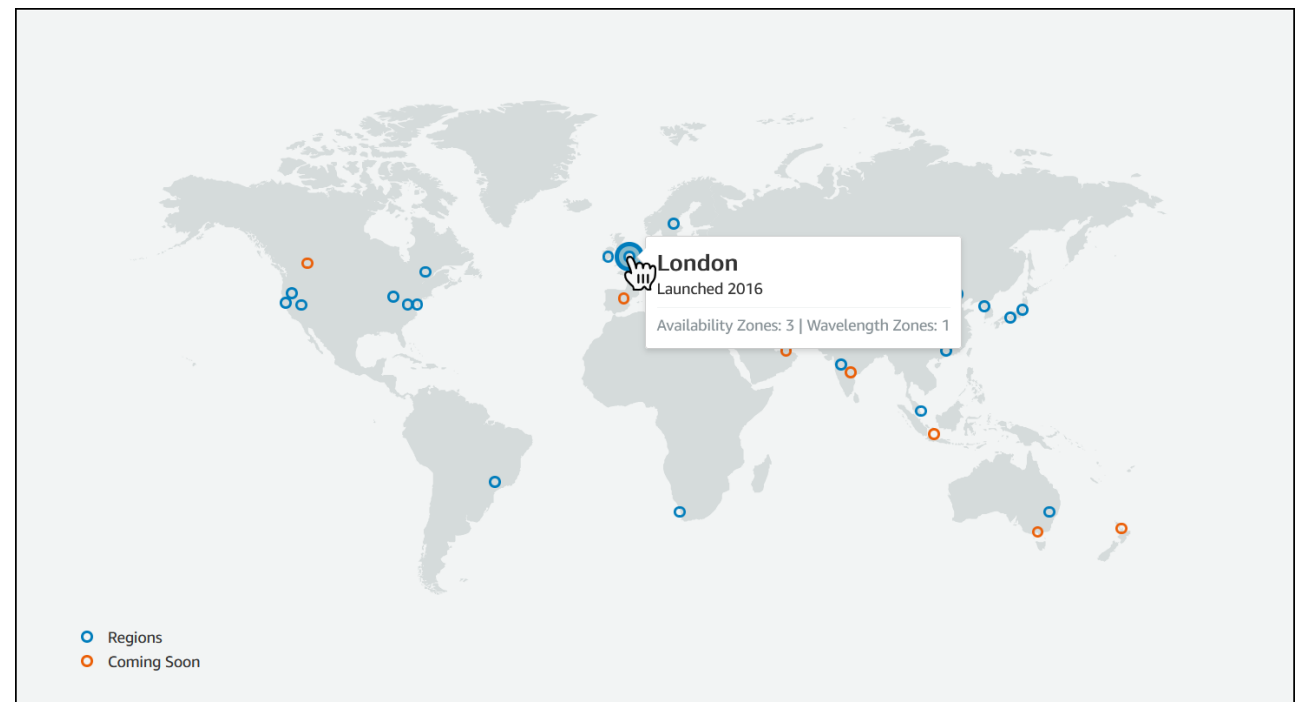 London
Launched 2016
Availability Zones: 3 | Wavelength Zones: 1
Regions
Coming Soon